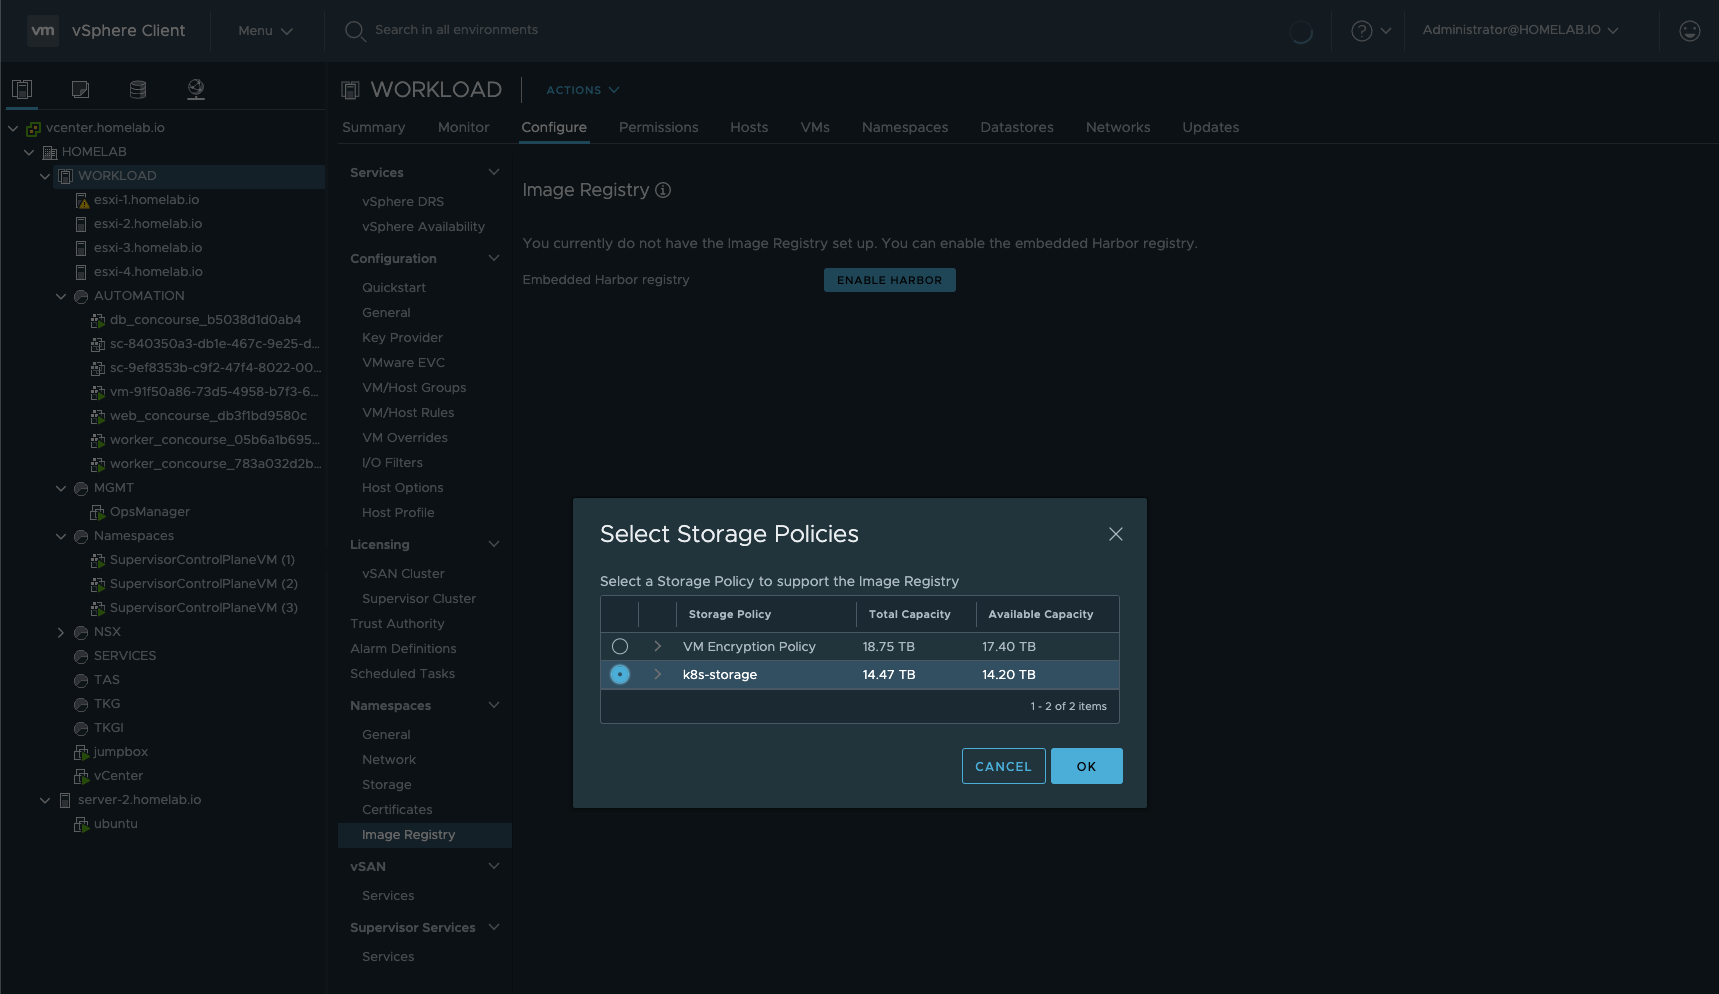 vm vSphere Client Menu Search in all environments Administrator@HOMELAB.IO
vcenter.homelab.io
HOMELAB
WORKLOAD
esxi-1.homelab.io
esxi-2.homelab.io
esxi-3.homelab.io
esxi-4.homelab.io
AUTOMATION
db_concourse_b5038d1d0ab4
sc-840350a3-db1e-467c-9e25-d...
sc-9ef8353b-c9f2-47f4-8022-00...
vm-91f50a86-73d5-4958-b7f3-6...
web_concourse_db3f1bd9580c
worker_concourse_05b6a1b695...
worker_concourse_783a032d2b...
MGMT
OpsManager
Namespaces
SupervisorControlPlaneVM (1)
SupervisorControlPlaneVM (2)
SupervisorControlPlaneVM (3)
NSX
SERVICES
TAS
TKG
TKGI
jumpbox
vCenter
server-2.homelab.io
ubuntu
WORKLOAD ACTIONS
Summary Monitor Configure Permissions Hosts VMs Namespaces Datastores Networks Updates
Services
vSphere DRS
vSphere Availability
Configuration
Quickstart
General
Key Provider
VMware EVC
VM/Host Groups
VM/Host Rules
VM Overrides
I/O Filters
Host Options
Host Profile
Licensing
vSAN Cluster
Supervisor Cluster
Trust Authority
Alarm Definitions
Scheduled Tasks
Namespaces
General
Network
Storage
Certificates
Image Registry
vSAN
Services
Supervisor Services
Services
Image Registry
You currently do not have the Image Registry set up. You can enable the embedded Harbor registry.
Embedded Harbor registry ENABLE HARBOR
Select Storage Policies
Select a Storage Policy to support the Image Registry
Storage Policy Total Capacity Available Capacity
VM Encryption Policy 18.75 TB 17.40 TB
k8s-storage 14.47 TB 14.20 TB
1 - 2 of 2 items
CANCEL OK